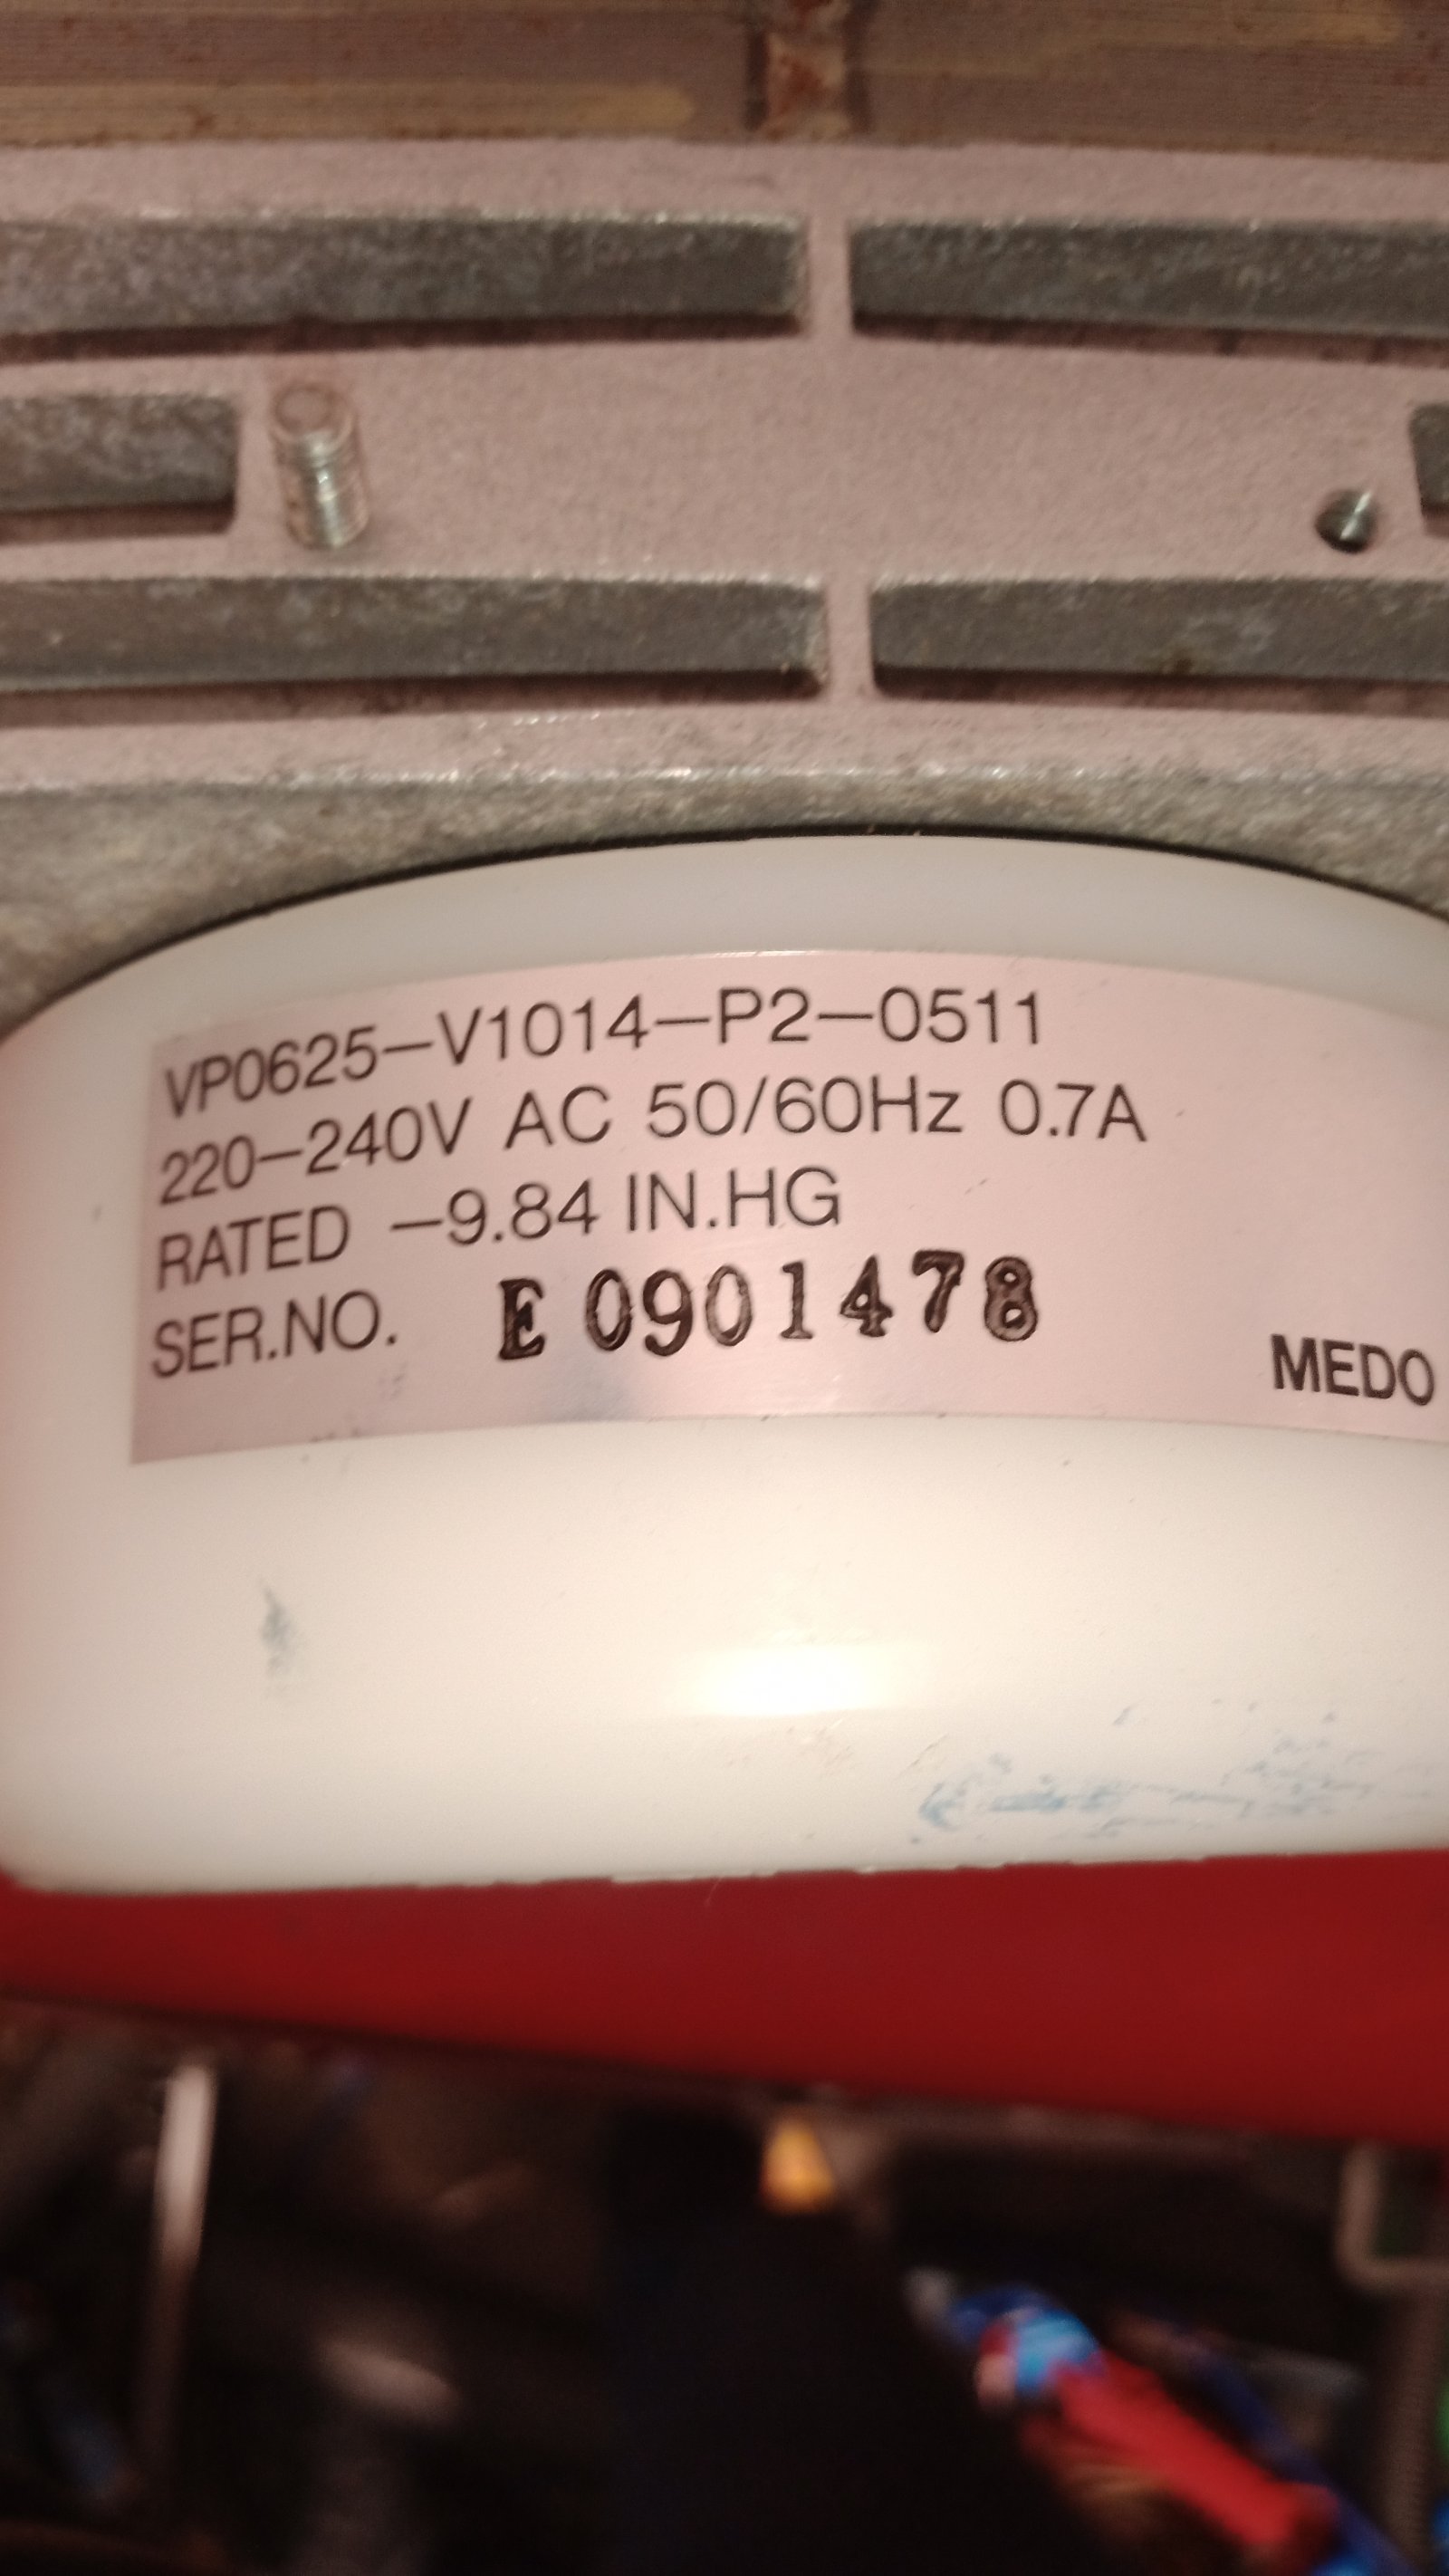 VP0625-V1014-P2-0511
220-240V AC 50/60Hz 0.7A
RATED -9.84 IN.HG
SER.NO. E 0901478
MEDO